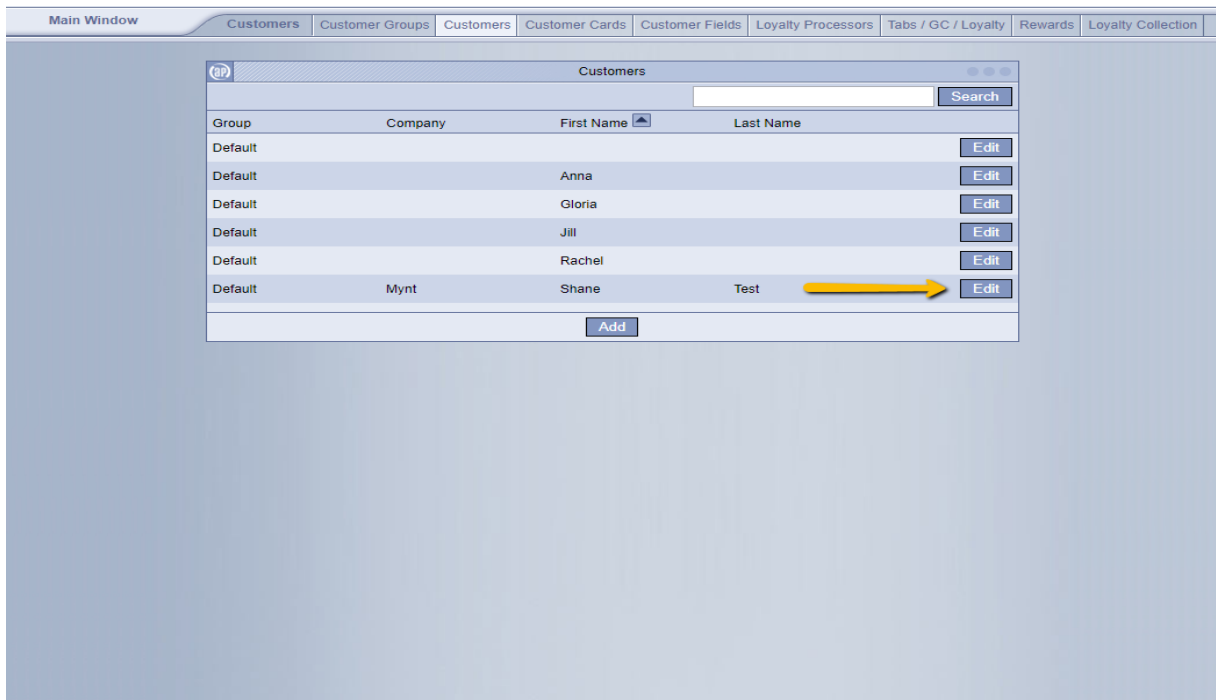 Main Window Customers Customer Groups Customers Customer Cards Customer Fields Loyalty Processors Tabs / GC / Loyalty Rewards Loyalty Collection
Customers
Search
Group Company First Name Last Name
Default Edit
Default Anna Edit
Default Gloria Edit
Default Jill Edit
Default Rachel Edit
Default Mynt Shane Test Edit
Add